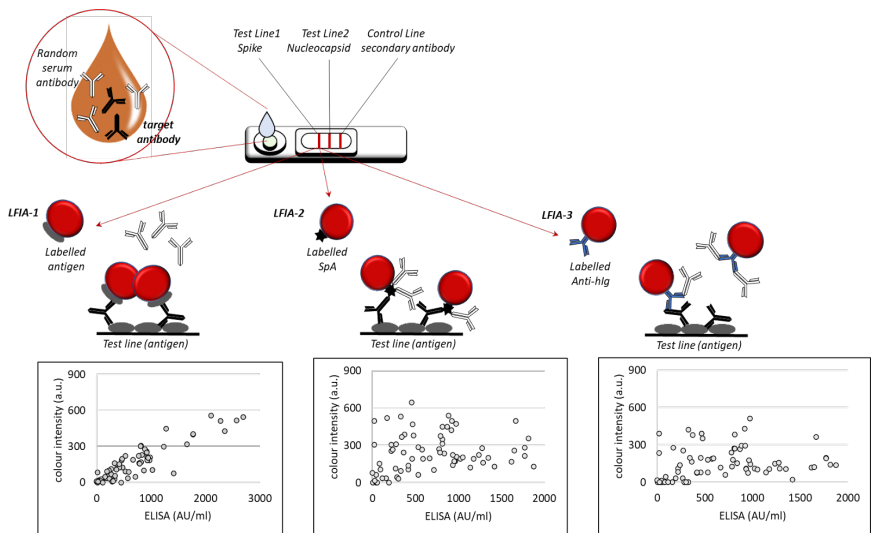 Test Line1
Spike
Test Line2
Nucleocapsid
Control Line
secondary antibody
Random
serum
antibody
target
antibody
LFIA-1
Labelled
antigen
Test line (antigen)
LFIA-2
Labelled
SpA
Test line (antigen)
LFIA-3
Labelled
Anti-hIg
Test line (antigen)
colour intensity (a.u.)
900
600
300
0
0
1000
2000
3000
ELISA (AU/ml)
colour intensity (a.u.)
900
600
300
0
0
500
1000
1500
2000
ELISA (AU/ml)
colour intensity (a.u.)
900
600
300
0
0
500
1000
1500
2000
ELISA (AU/ml)